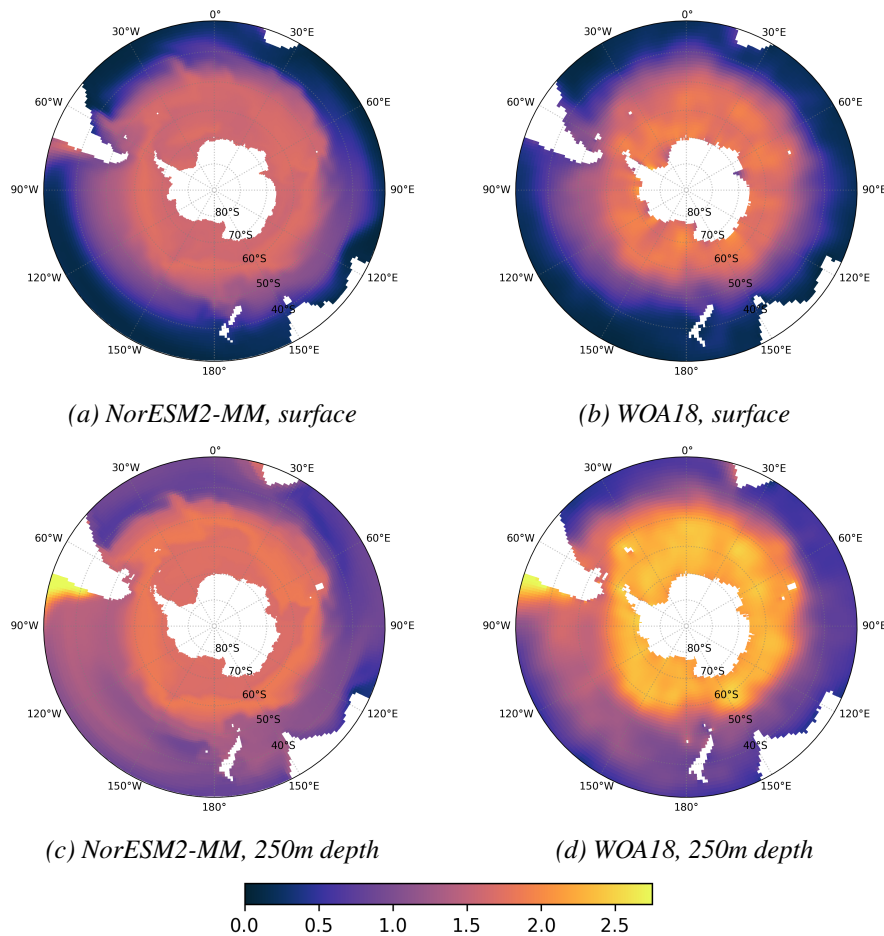 0°
30°W 30°E
60°W 60°E
90°W 90°E
80°S
70°S
60°S
50°S
40°S
120°W 120°E
150°W 150°E
180°
(a) NorESM2-MM, surface
0°
30°W 30°E
60°W 60°E
90°W 90°E
80°S
70°S
60°S
50°S
40°S
120°W 120°E
150°W 150°E
180°
(b) WOA18, surface
0°
30°W 30°E
60°W 60°E
90°W 90°E
80°S
70°S
60°S
50°S
40°S
120°W 120°E
150°W 150°E
180°
(c) NorESM2-MM, 250m depth
0°
30°W 30°E
60°W 60°E
90°W 90°E
80°S
70°S
60°S
50°S
40°S
120°W 120°E
150°W 150°E
180°
(d) WOA18, 250m depth
0.0 0.5 1.0 1.5 2.0 2.5